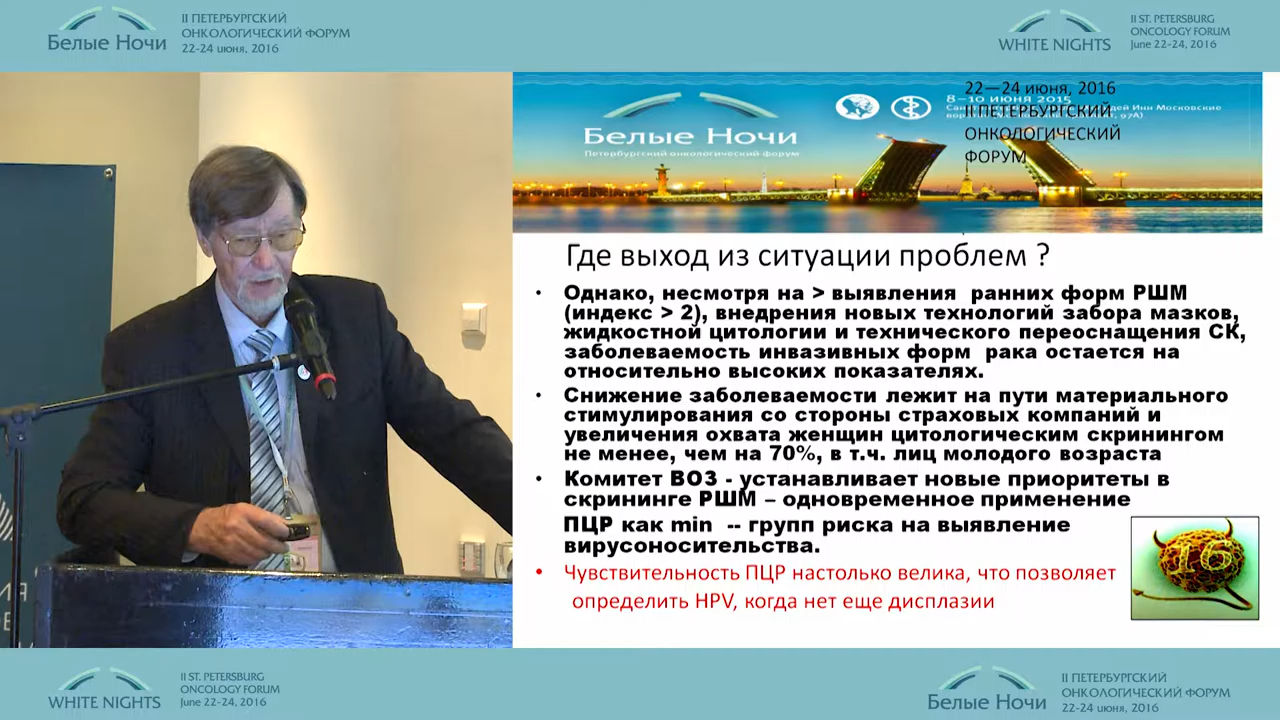 Белые Ночи
II ПЕТЕРБУРГСКИЙ
ОНКОЛОГИЧЕСКИЙ ФОРУМ
22-24 июня, 2016
WHITE NIGHTS
II ST. PETERSBURG
ONCOLOGY FORUM
June 22-24, 2016
Белые Ночи
Петербургский онкологический форум
8—10 июня 2015
22—24 июня, 2016
II ПЕТЕРБУРГСКИЙ
ОНКОЛОГИЧЕСКИЙ
ФОРУМ
Где выход из ситуации проблем ?
• Однако, несмотря на > выявления ранних форм РШМ
(индекс > 2), внедрения новых технологий забора мазков,
жидкостной цитологии и технического переоснащения СК,
заболеваемость инвазивных форм рака остается на
относительно высоких показателях.
• Снижение заболеваемости лежит на пути материального
стимулирования со стороны страховых компаний и
увеличения охвата женщин цитологическим скринингом
не менее, чем на 70%, в т.ч. лиц молодого возраста
• Комитет ВОЗ - устанавливает новые приоритеты в
скрининге РШМ – одновременное применение
ПЦР как min -- групп риска на выявление
вирусоносительства.
• Чувствительность ПЦР настолько велика, что позволяет
определить HPV, когда нет еще дисплазии
16
WHITE NIGHTS
II ST. PETERSBURG
ONCOLOGY FORUM
June 22-24, 2016
Белые Ночи
II ПЕТЕРБУРГСКИЙ
ОНКОЛОГИЧЕСКИЙ ФОРУМ
22-24 июня, 2016